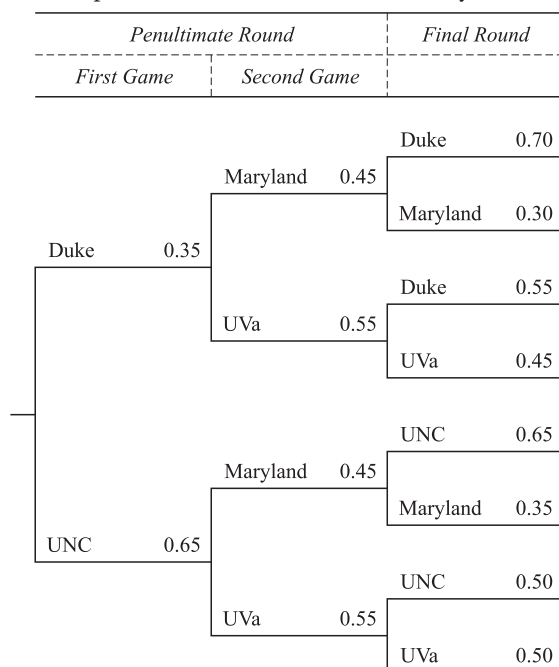 Penultimate Round Final Round
First Game Second Game
Duke 0.70
Maryland 0.45
Maryland 0.30
Duke 0.35
Duke 0.55
UVa 0.55
UVa 0.45
UNC 0.65
Maryland 0.45
Maryland 0.35
UNC 0.65
UNC 0.50
UVa 0.55
UVa 0.50